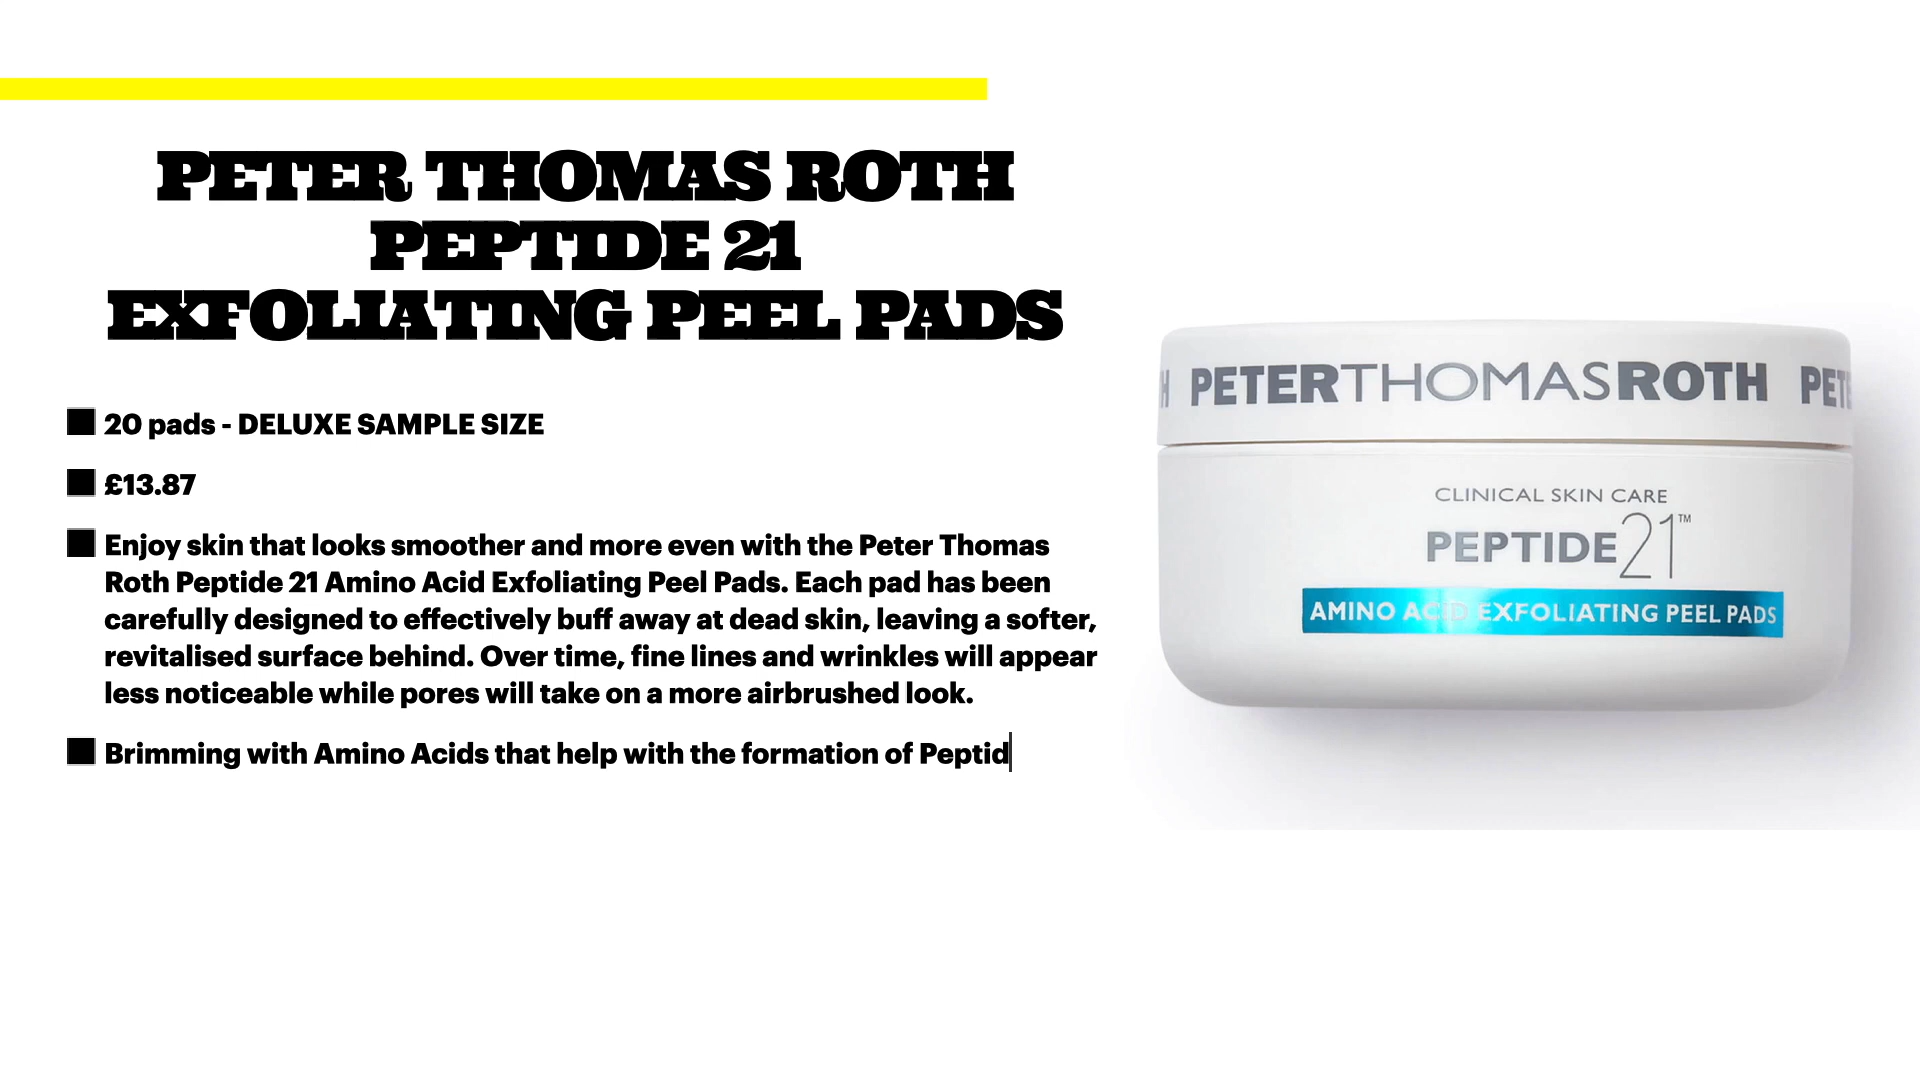 PETER THOMAS ROTH
PEPTIDE 21
EXFOLIATING PEEL PADS
20 pads - DELUXE SAMPLE SIZE
£13.87
Enjoy skin that looks smoother and more even with the Peter Thomas
Roth Peptide 21 Amino Acid Exfoliating Peel Pads. Each pad has been
carefully designed to effectively buff away at dead skin, leaving a softer,
revitalised surface behind. Over time, fine lines and wrinkles will appear
less noticeable while pores will take on a more airbrushed look.
Brimming with Amino Acids that help with the formation of Peptid
H PETERTHOMASROTH PET
CLINICAL SKIN CARE
PEPTIDE21™
AMINO ACID EXFOLIATING PEEL PADS